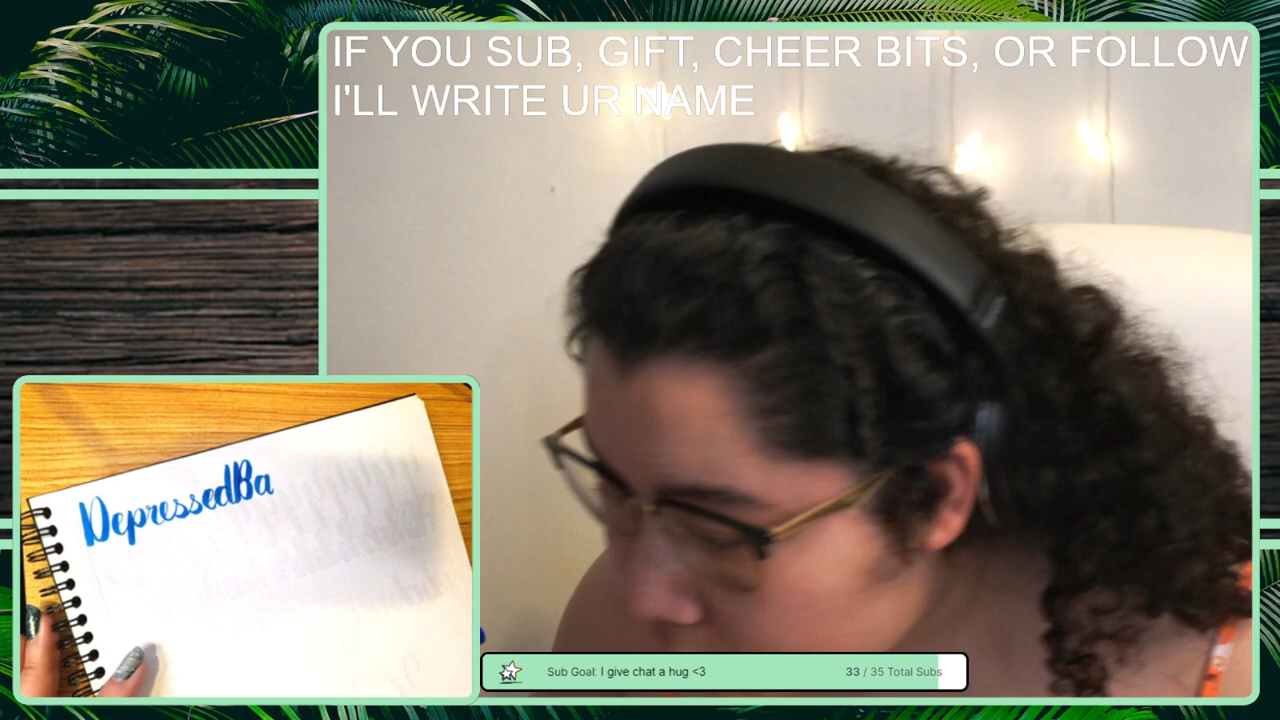 IF YOU SUB, GIFT, CHEER BITS, OR FOLLOW
I'LL WRITE UR NAME
DepressedBa
Sub Goal: I give chat a hug <3 33 / 35 Total Subs